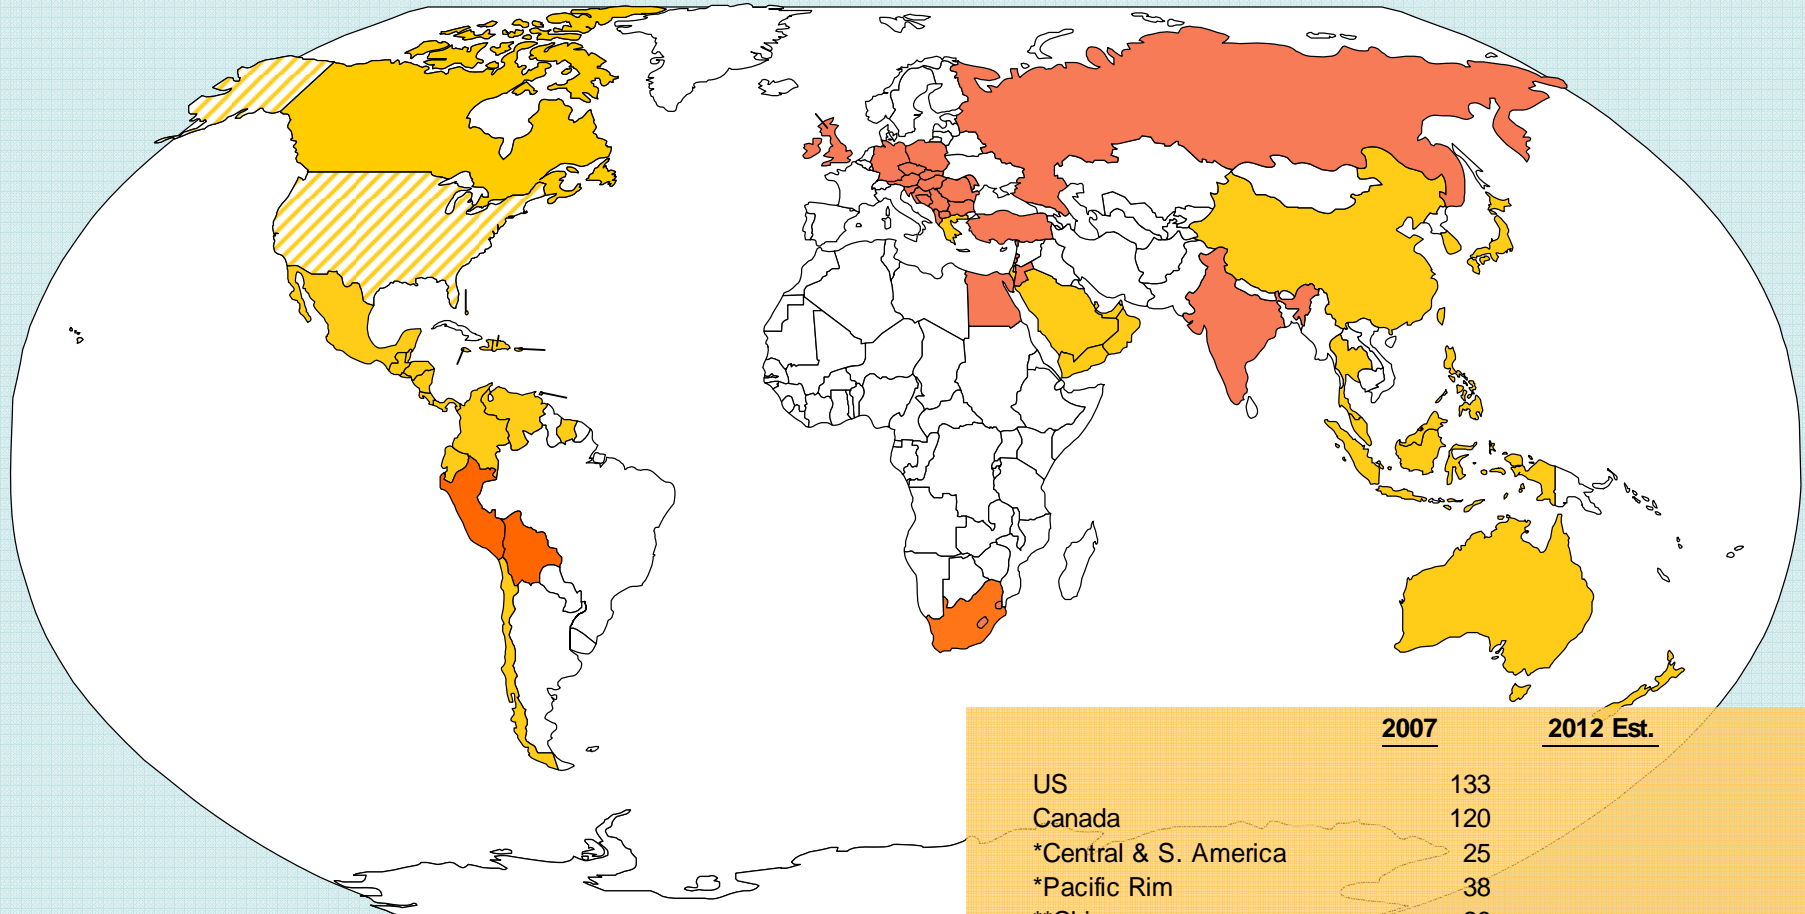 2007 2012 Est.
US 133
Canada 120
*Central & S. America 25
*Pacific Rim 38